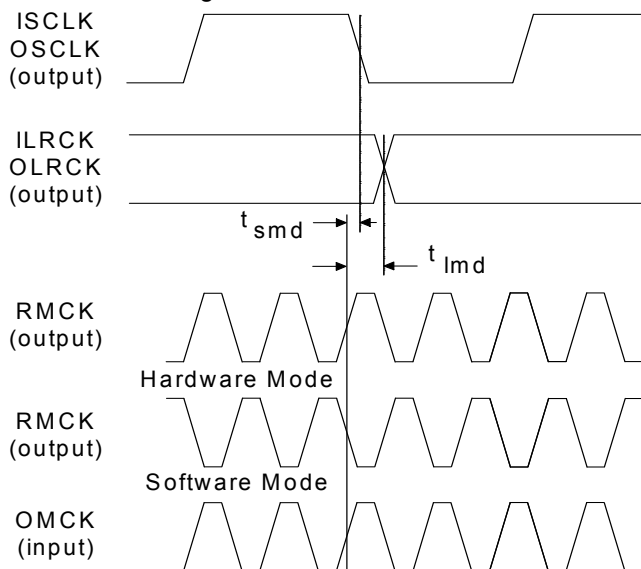 ISCLK
OSCLK
(output)
ILRCK
OLRCK
(output)
t smd
t lmd
RMCK
(output)
Hardware Mode
RMCK
(output)
Software Mode
OMCK
(input)